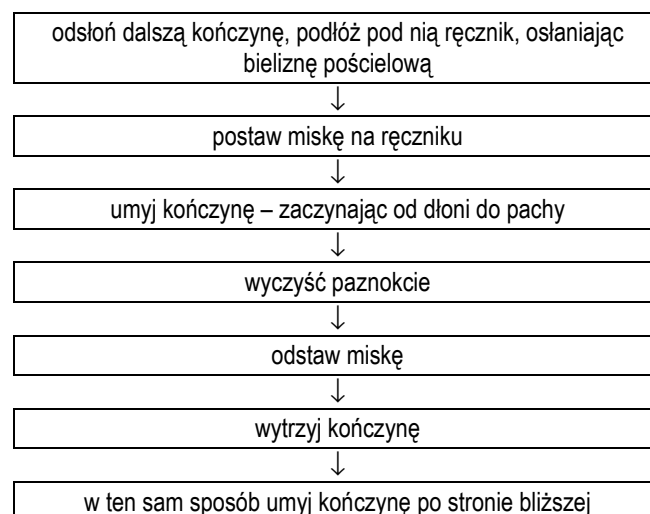 odsłoń dalszą kończynę, podłóż pod nią ręcznik, osłaniając
bieliznę pościelową
↓
postaw miskę na ręczniku
↓
umyj kończynę – zaczynając od dłoni do pachy
↓
wyczyść paznokcie
↓
odstaw miskę
↓
wytrzyj kończynę
↓
w ten sam sposób umyj kończynę po stronie bliższej